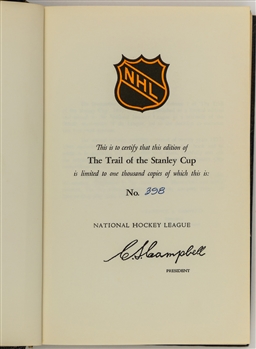 NHL
This is to certify that this edition of
The Trail of the Stanley Cup
is limited to one thousand copies of which this is:
No. 398
NATIONAL HOCKEY LEAGUE
C. S. Campbell
PRESIDENT